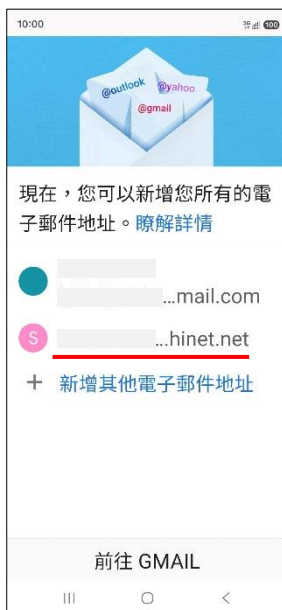 10:00
5G 100
@outlook @yahoo
@gmail
現在，您可以新增您所有的電
子郵件地址。瞭解詳情
...mail.com
S ...hinet.net
+ 新增其他電子郵件地址
前往 GMAIL